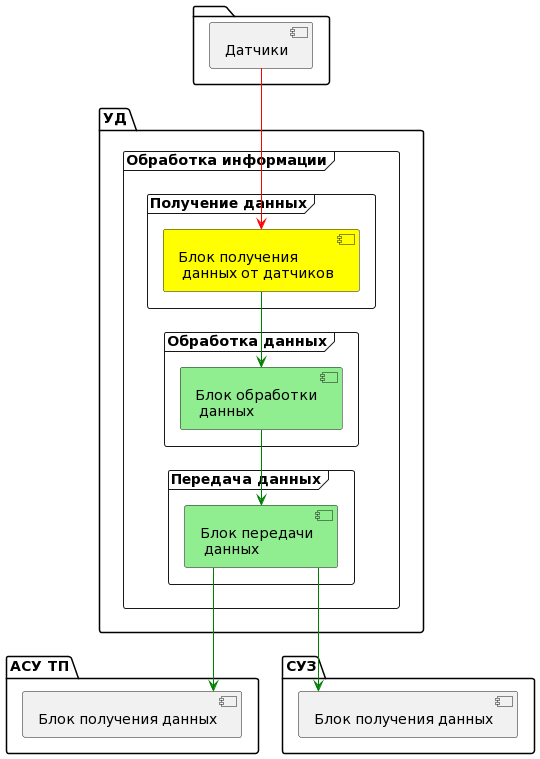 Датчики
УД
Обработка информации
Получение данных
Блок получения
данных от датчиков
Обработка данных
Блок обработки
данных
Передача данных
Блок передачи
данных
АСУ ТП
Блок получения данных
СУЗ
Блок получения данных